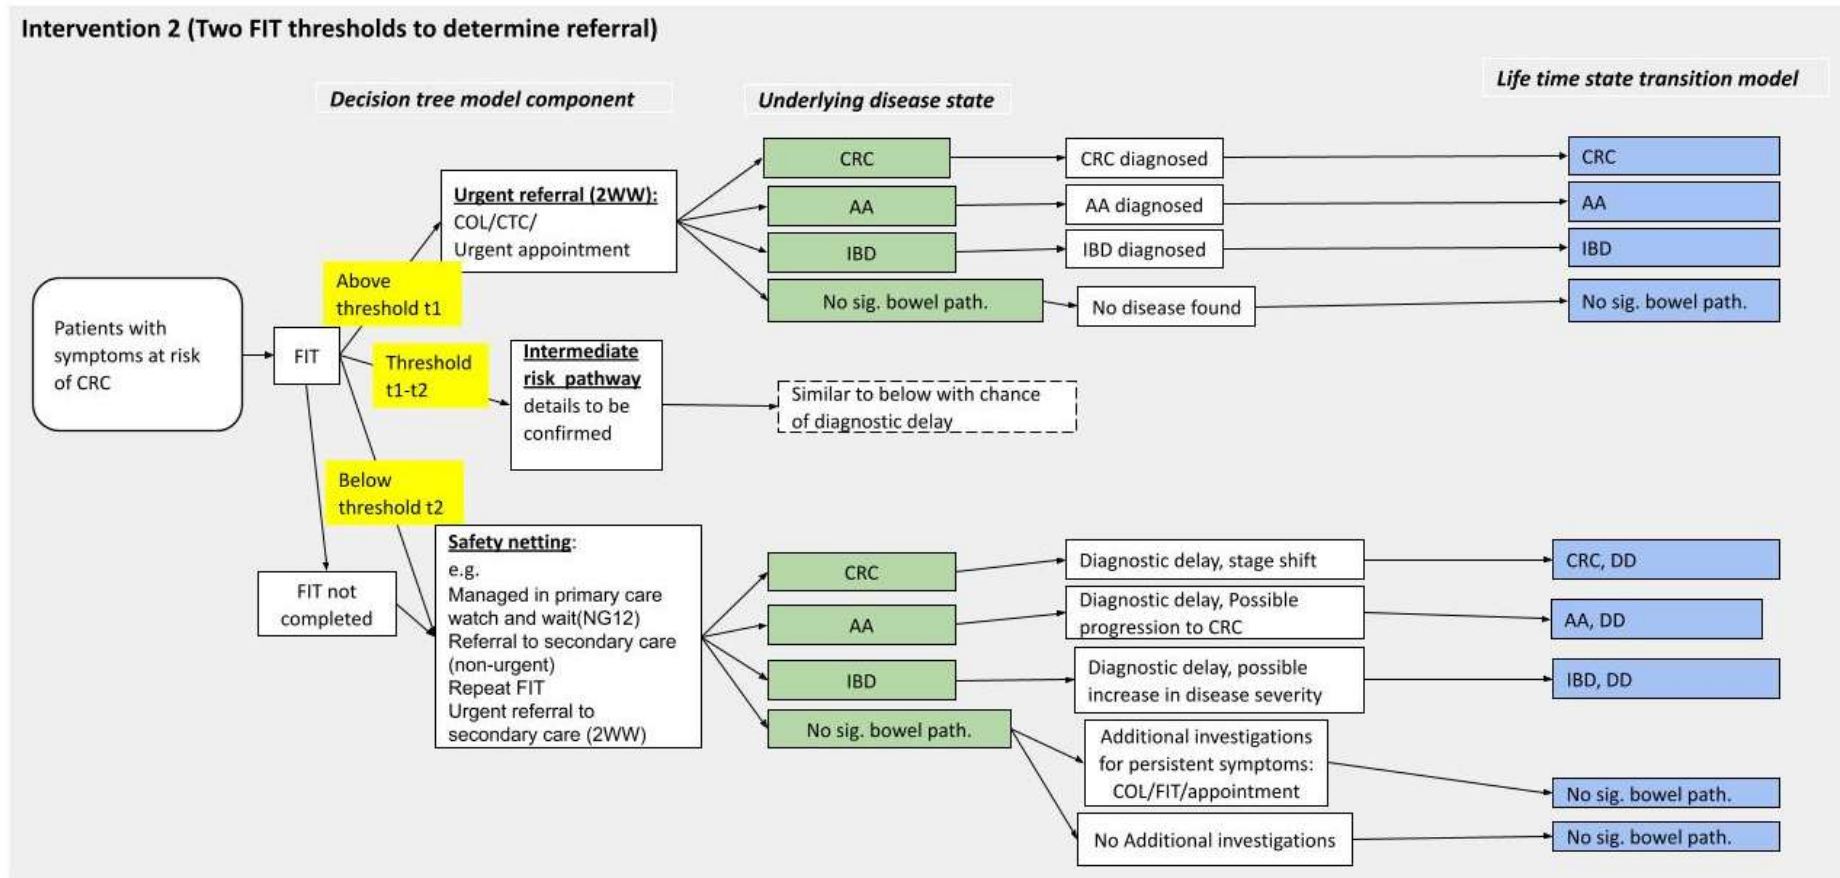 Intervention 2 (Two FIT thresholds to determine referral)
Decision tree model component
Underlying disease state
Life time state transition model
Patients with
symptoms at risk
of CRC
FIT
Above
threshold t1
Threshold
t1-t2
Below
threshold t2
FIT not
completed
Urgent referral (2WW):
COL/CTC/
Urgent appointment
CRC
CRC diagnosed
CRC
AA
AA diagnosed
AA
IBD
IBD diagnosed
IBD
No sig. bowel path.
No disease found
No sig. bowel path.
Intermediate
risk pathway
details to be
confirmed
Similar to below with chance
of diagnostic delay
Safety netting:
e.g.
Managed in primary care
watch and wait(NG12)
Referral to secondary care
(non-urgent)
Repeat FIT
Urgent referral to
secondary care (2WW)
CRC
Diagnostic delay, stage shift
CRC, DD
AA
Diagnostic delay, Possible
progression to CRC
AA, DD
IBD
Diagnostic delay, possible
increase in disease severity
IBD, DD
No sig. bowel path.
Additional investigations
for persistent symptoms:
COL/FIT/appointment
No sig. bowel path.
No Additional investigations
No sig. bowel path.